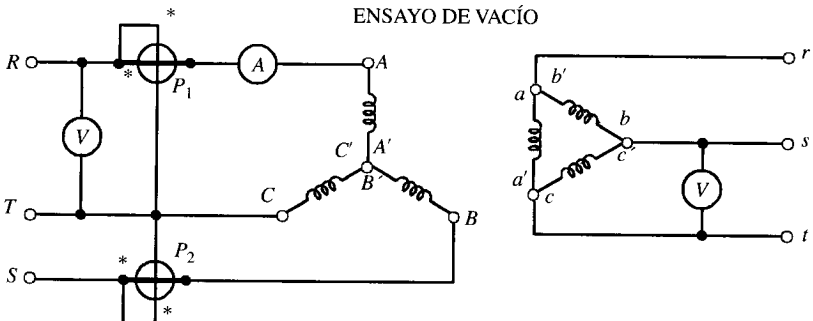 ENSAYO DE VACÍO
*
R * A A r
P₁ b'
a b
V C' A' s
c'
B' a' V
C c
T B t
* P₂
S
*